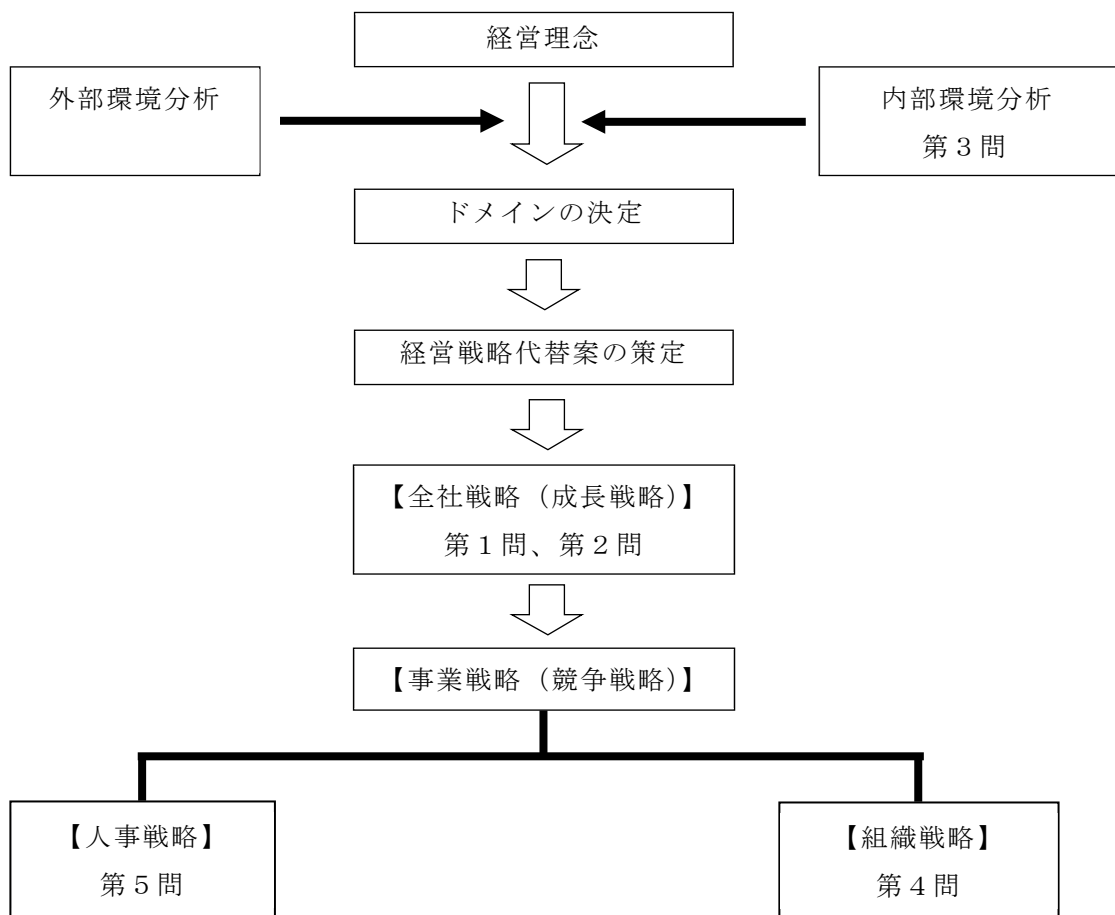 経営理念
外部環境分析
内部環境分析
第3問
ドメインの決定
経営戦略代替案の策定
【全社戦略（成長戦略）】
第1問、第2問
【事業戦略（競争戦略）】
【人事戦略】
第5問
【組織戦略】
第4問